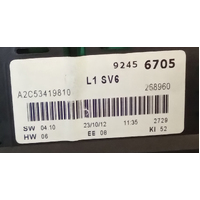 9245 6705
L1 SV6
A2C53419810 258960
SW 04.10 23/10/12 11:35 2729
HW 06 EE 08 KI 52